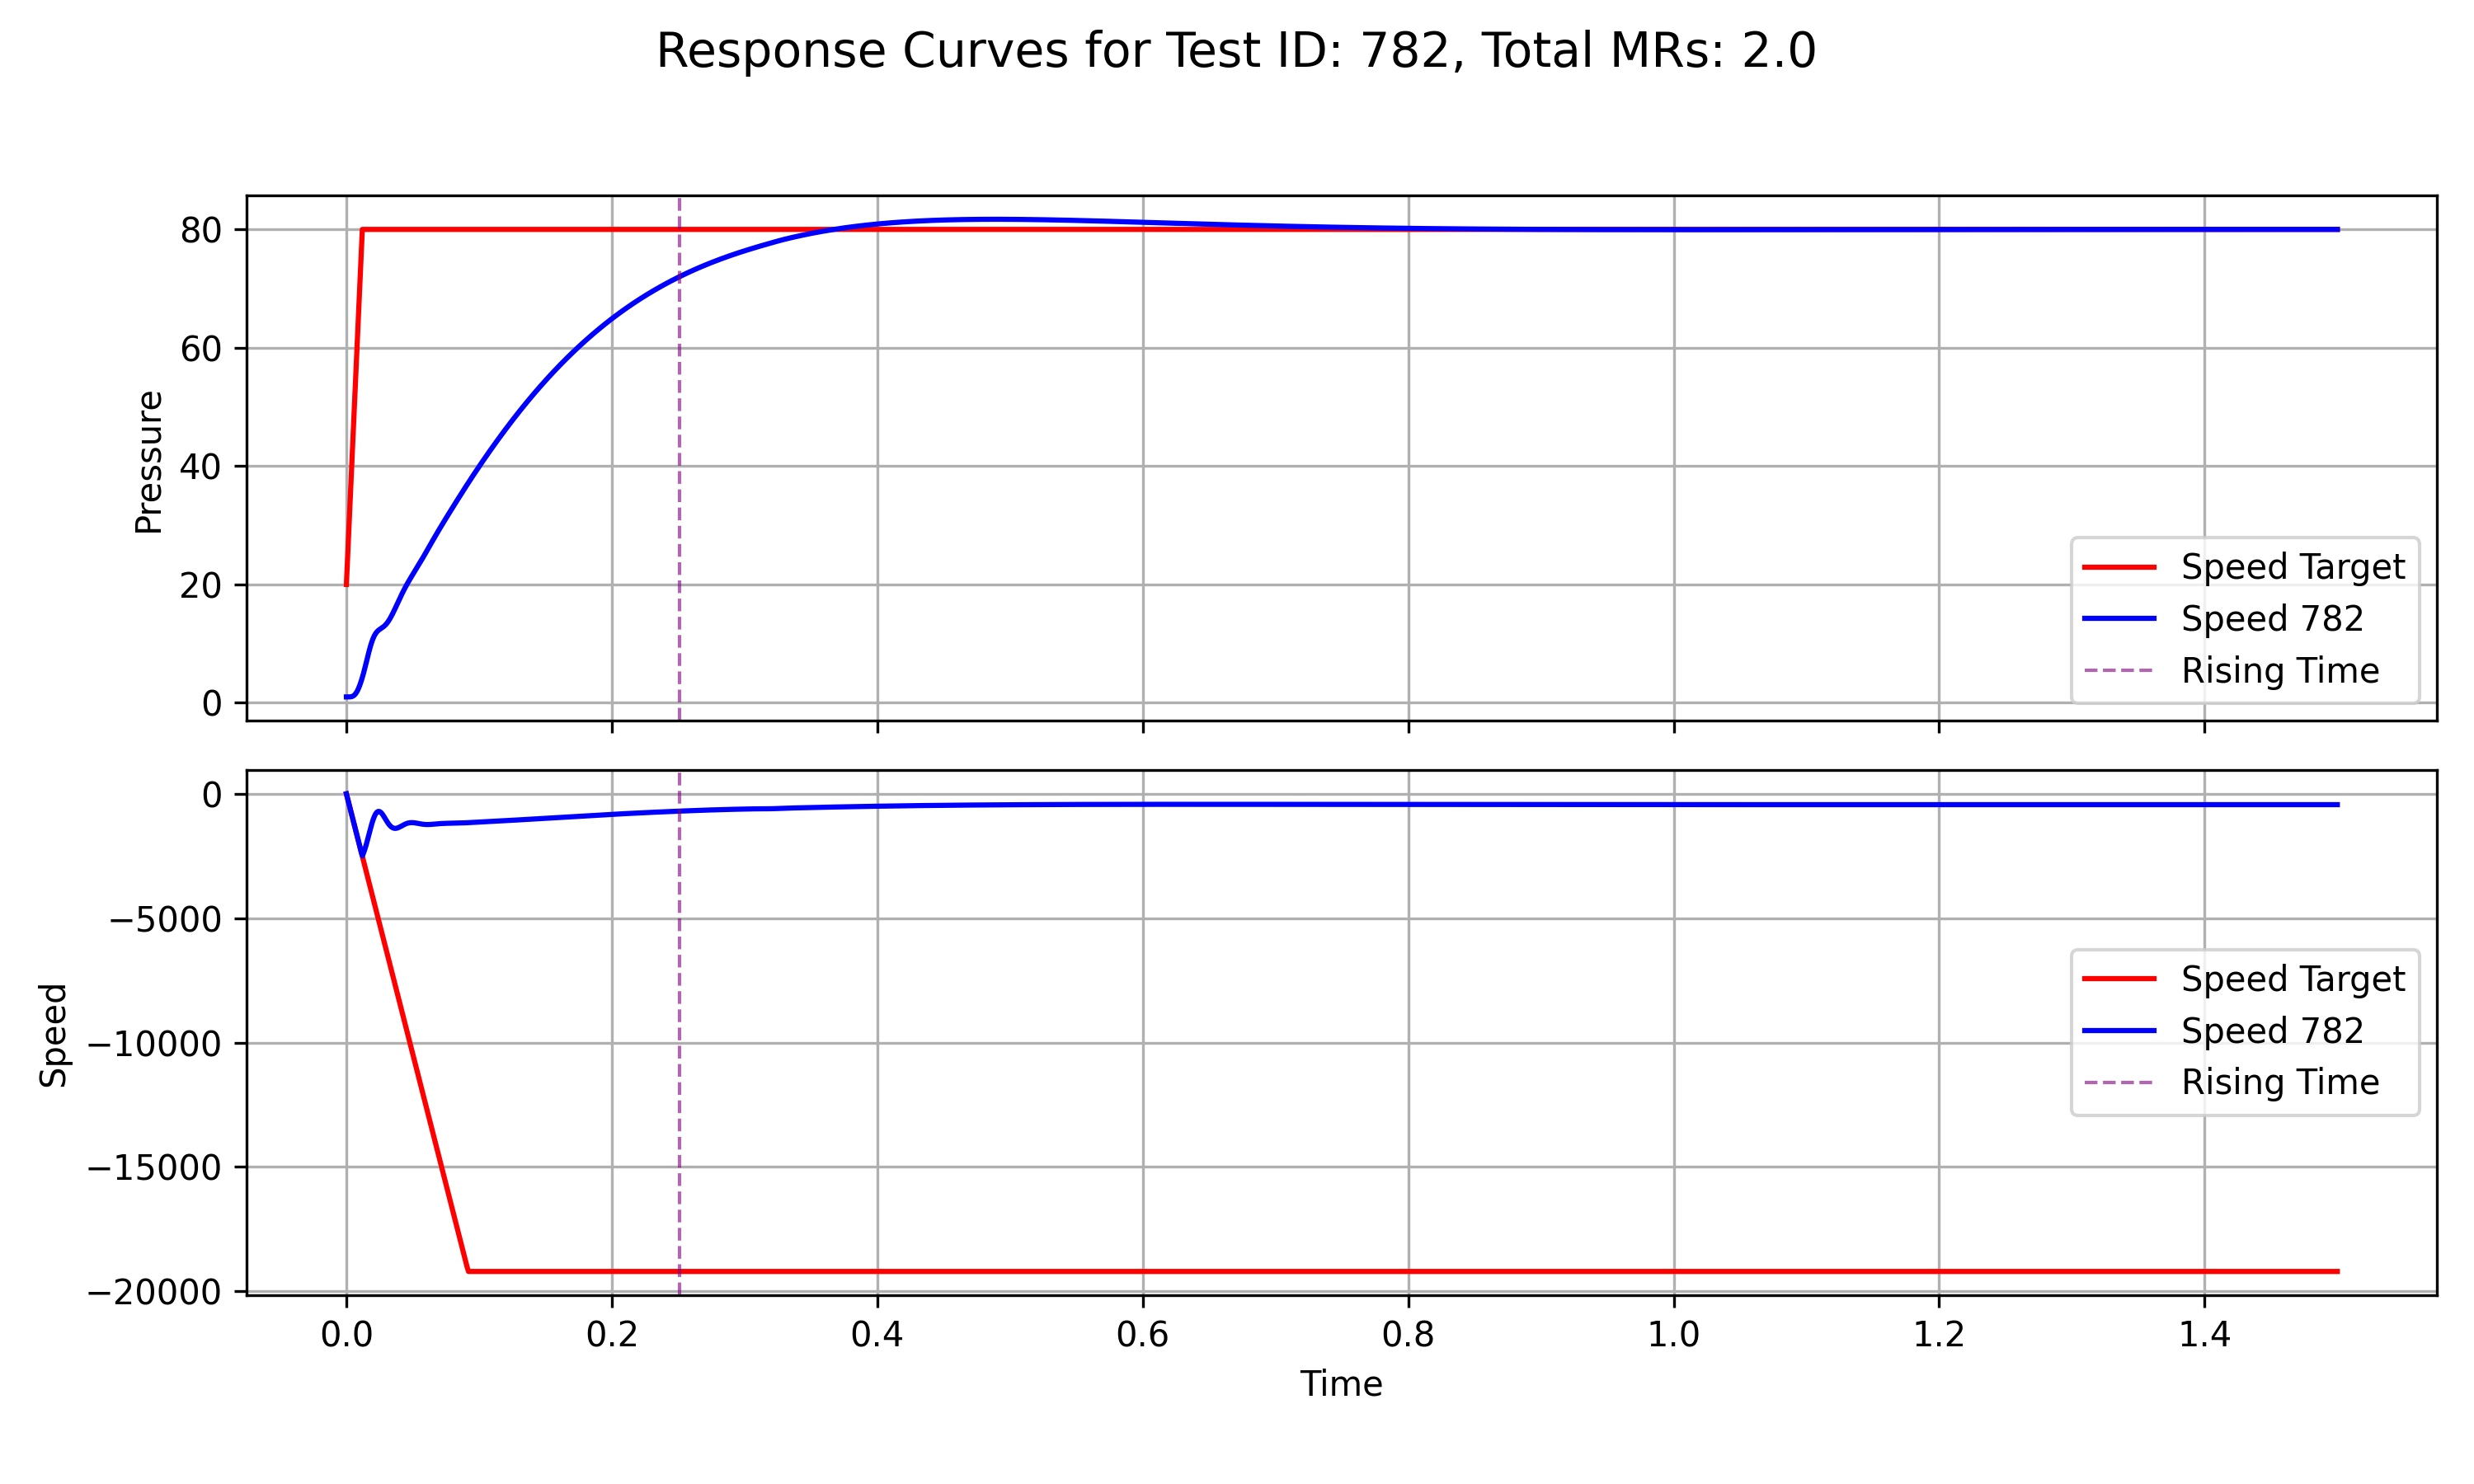 Response Curves for Test ID: 782, Total MRs: 2.0
80
60
40
20
0
Pressure
Speed Target
Speed 782
Rising Time
0
−5000
−10000
−15000
−20000
Speed
Speed Target
Speed 782
Rising Time
0.0 0.2 0.4 0.6 0.8 1.0 1.2 1.4
Time